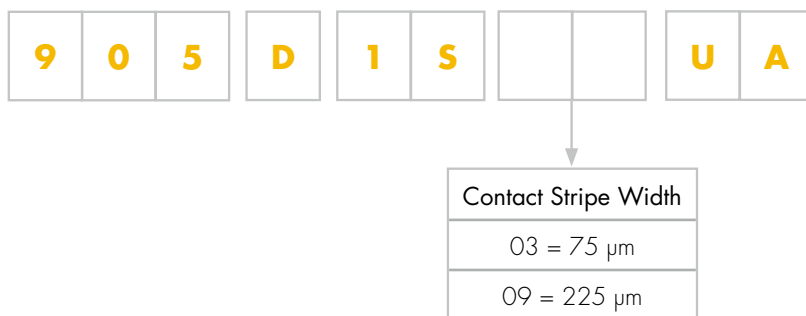 9 0 5 D 1 S U A
Contact Stripe Width
03 = 75 µm
09 = 225 µm